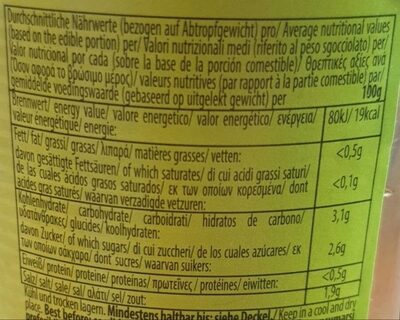 Durchschnittliche Nährwerte (bezogen auf Abtropfgewicht) pro/ Average nutritional values
(based on the edible portion) per/ Valori nutrizionali medi (riferito al peso sgocciolato) per/
Valor nutricional por cada (sobre la base de la porción comestible)/ Θρεπτικές αξίες ανά
(Όσον αφορά το βρώσιμο μέρος)/ valeurs nutritives (par rapport à la partie comestible) par/
gemiddelde voedingswaarde (gebaseerd op uitgelekt gewicht) per 100g
Brennwert/ energy value/ valore energetico/ valor energético/ ενέργεια/
valeur energétique/ energie: 80kJ/ 19kcal
Fett/ fat/ grassi/ grasas/ λιπαρά/ matières grasses/ vetten: <0,5g
davon gesättigte Fettsäuren/ of which saturates/ di cui acidi grassi saturi/
de las cuales ácidos grasos saturados/ εκ των οποίων κορεσμένα/ dont
acides gras saturés/ waarvan verzadigde vetzuren: <0,1g
Kohlenhydrate/ carbohydrate/ carboidrati/ hidratos de carbono/
υδατάνθρακες/ glucides/ koolhydraten: 3,1g
davon Zucker/ of which sugars/ di cui zuccheri/ de los cuales azúcares/ εκ
των οποίων σάκχαρα/ dont sucres/ waarvan suikers: 2,6g
Eiweiß/ protein/ proteine/ proteínas/ πρωτεΐνες/ protéines/ eiwitten: <0,5g
Salz/ salt/ sale/ sal/ αλάτι/ sel/ zout: 1,9g
Kühl und trocken lagern. Mindestens haltbar bis: siehe Deckel./ Keep in a cool and dry
place. Best before: